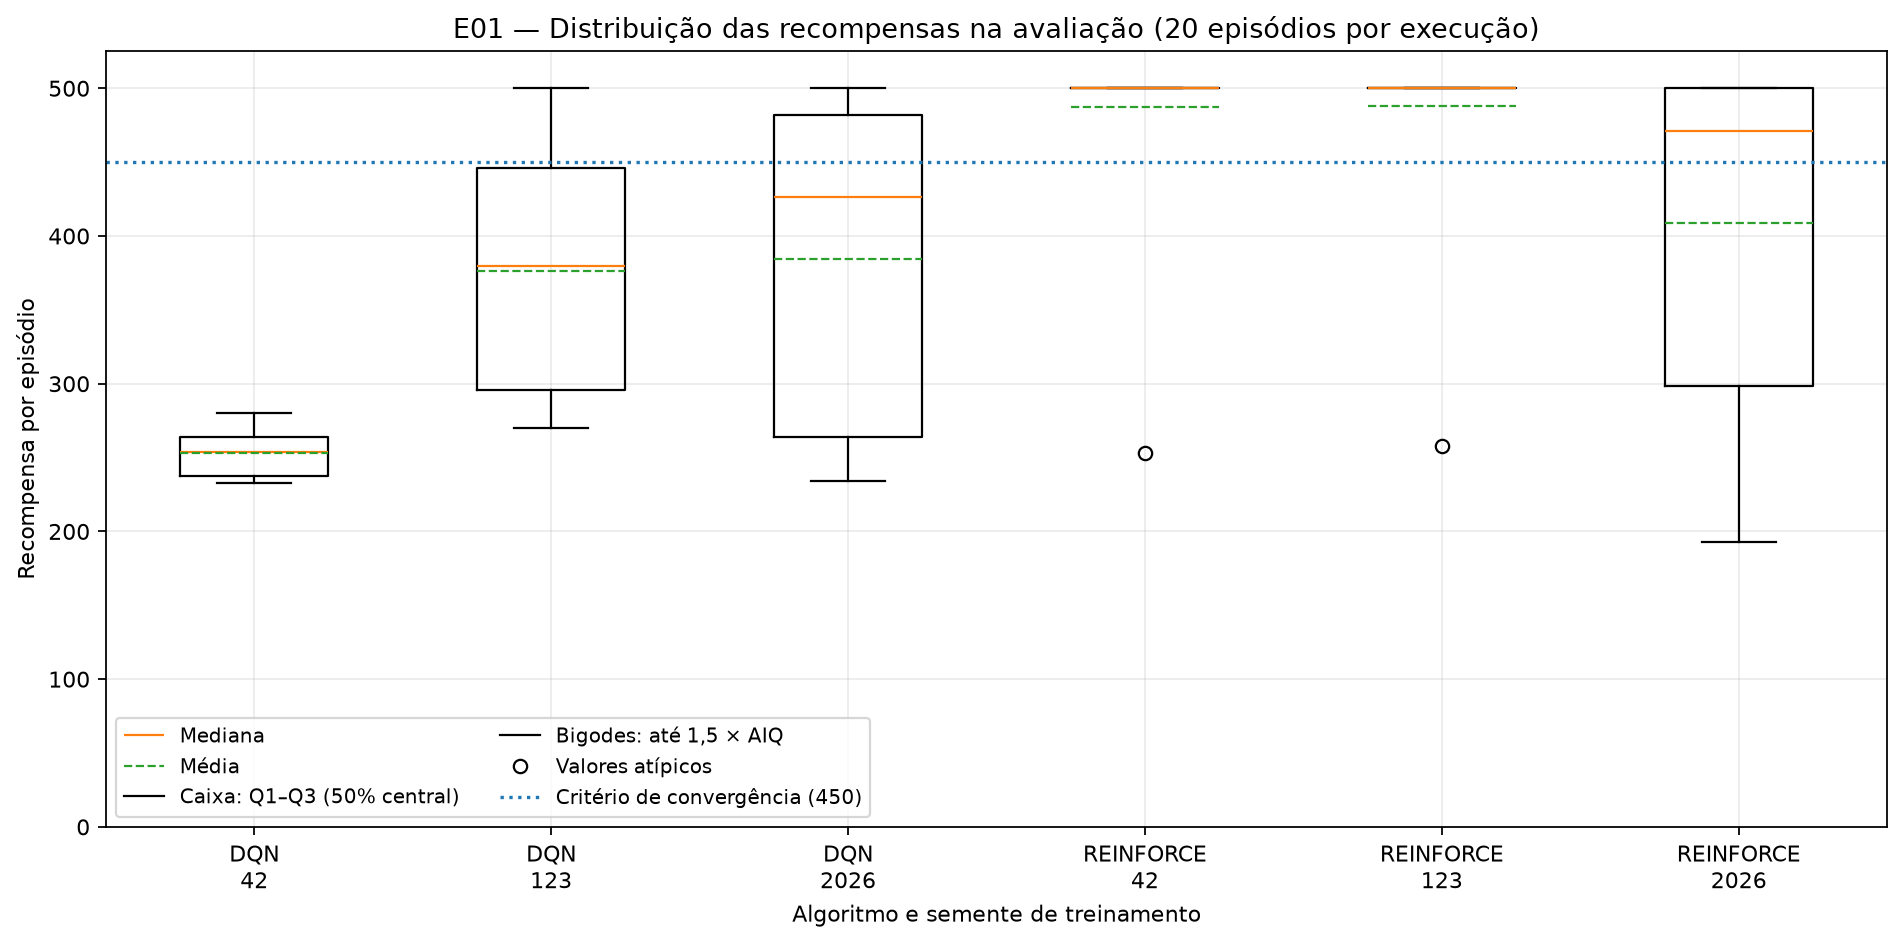 E01 — Distribuição das recompensas na avaliação (20 episódios por execução)
Recompensa por episódio
500
400
300
200
100
0
Mediana
Média
Caixa: Q1–Q3 (50% central)
Bigodes: até 1,5 × AIQ
Valores atípicos
Critério de convergência (450)
DQN
42
DQN
123
DQN
2026
REINFORCE
42
REINFORCE
123
REINFORCE
2026
Algoritmo e semente de treinamento